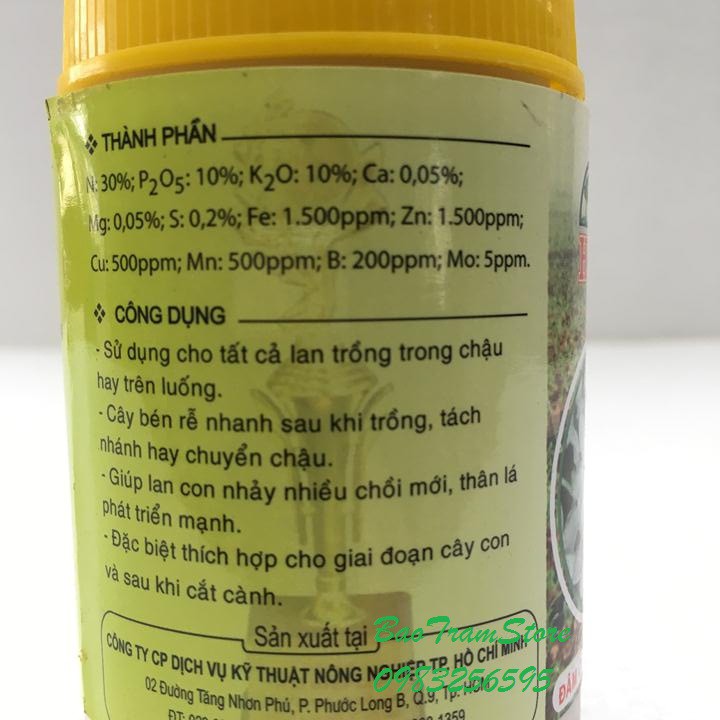 ❖ THÀNH PHẦN
N: 30%; P2O5: 10%; K2O: 10%; Ca: 0,05%;
Mg: 0,05%; S: 0,2%; Fe: 1.500ppm; Zn: 1.500ppm;
Cu: 500ppm; Mn: 500ppm; B: 200ppm; Mo: 5ppm.
❖ CÔNG DỤNG
- Sử dụng cho tất cả lan trồng trong chậu
hay trên luống.
- Cây bén rễ nhanh sau khi trồng, tách
nhánh hay chuyển chậu.
- Giúp lan con nhảy nhiều chồi mới, thân lá
phát triển mạnh.
- Đặc biệt thích hợp cho giai đoạn cây con
và sau khi cắt cành.
Sản xuất tại
BaoTramStore
CÔNG TY CP DỊCH VỤ KỸ THUẬT NÔNG NGHIỆP TP. HỒ CHÍ MINH
0983256595
02 Đường Tăng Nhơn Phú, P. Phước Long B, Q.9, Tp. HCM
ĐT:
1359